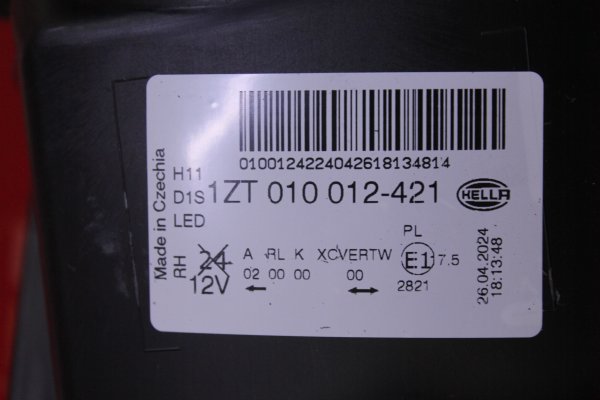 0100124224042618134814
Made in Czechia
H11
D1S
LED
1ZT 010 012-421
HELLA
RH
24
12V
A RL K XCVERTW
02 00 00 00
PL
E1 7.5
2821
26.04.2024
18:13:48